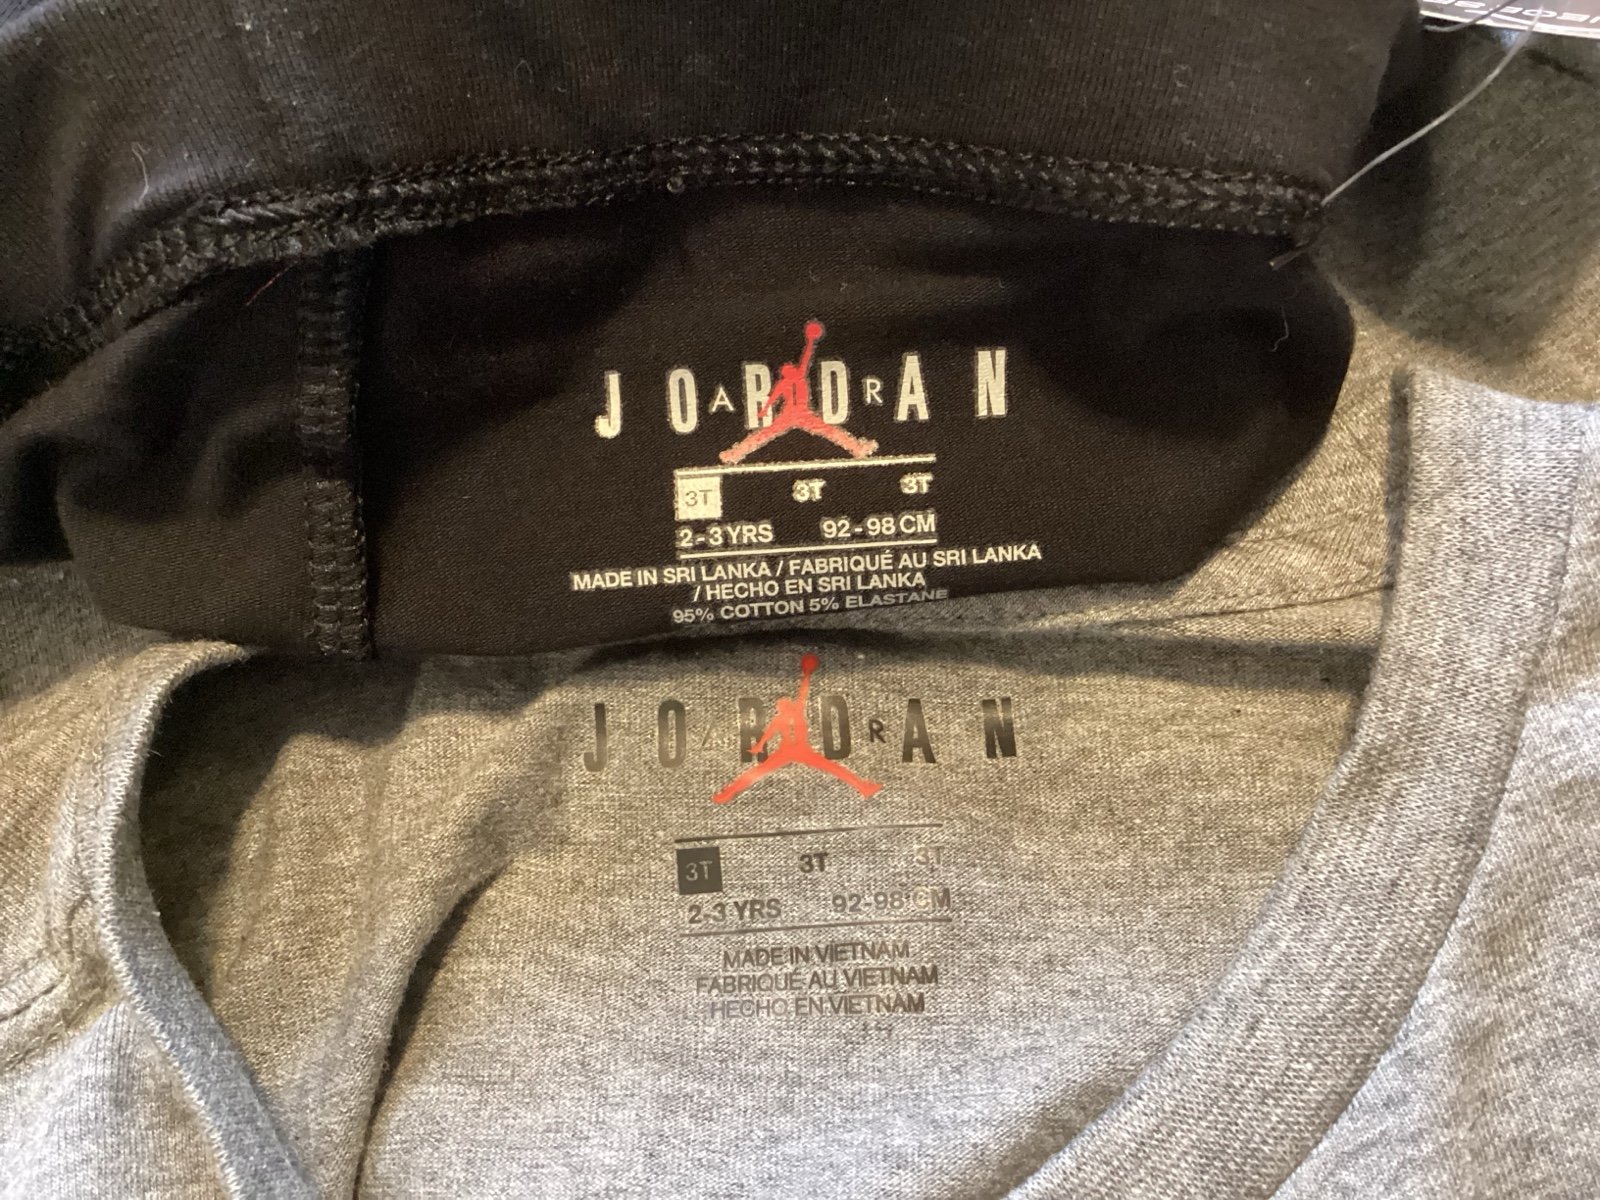 JORDAN
A R
3T 3T 3T
2-3 YRS 92-98 CM
MADE IN SRI LANKA / FABRIQUÉ AU SRI LANKA
/ HECHO EN SRI LANKA
95% COTTON 5% ELASTANE
JORDAN
R
3T 3T 3T
2-3 YRS 92-98 CM
MADE IN VIETNAM
FABRIQUÉ AU VIETNAM
HECHO EN VIETNAM